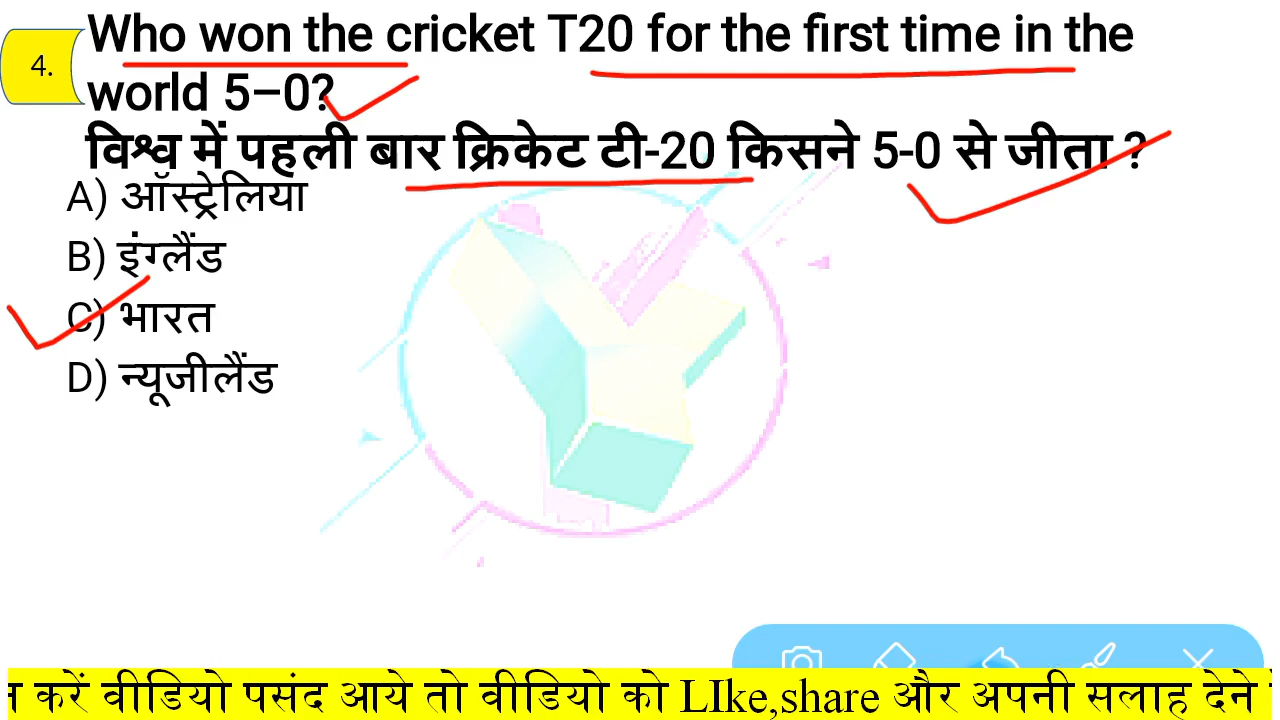 4.
Who won the cricket T20 for the first time in the
world 5–0?
विश्व में पहली बार क्रिकेट टी-20 किसने 5-0 से जीता ?
A) ऑस्ट्रेलिया
B) इंग्लैंड
C) भारत
D) न्यूजीलैंड
करें वीडियो पसंद आये तो वीडियो को LIke,share और अपनी सलाह देने